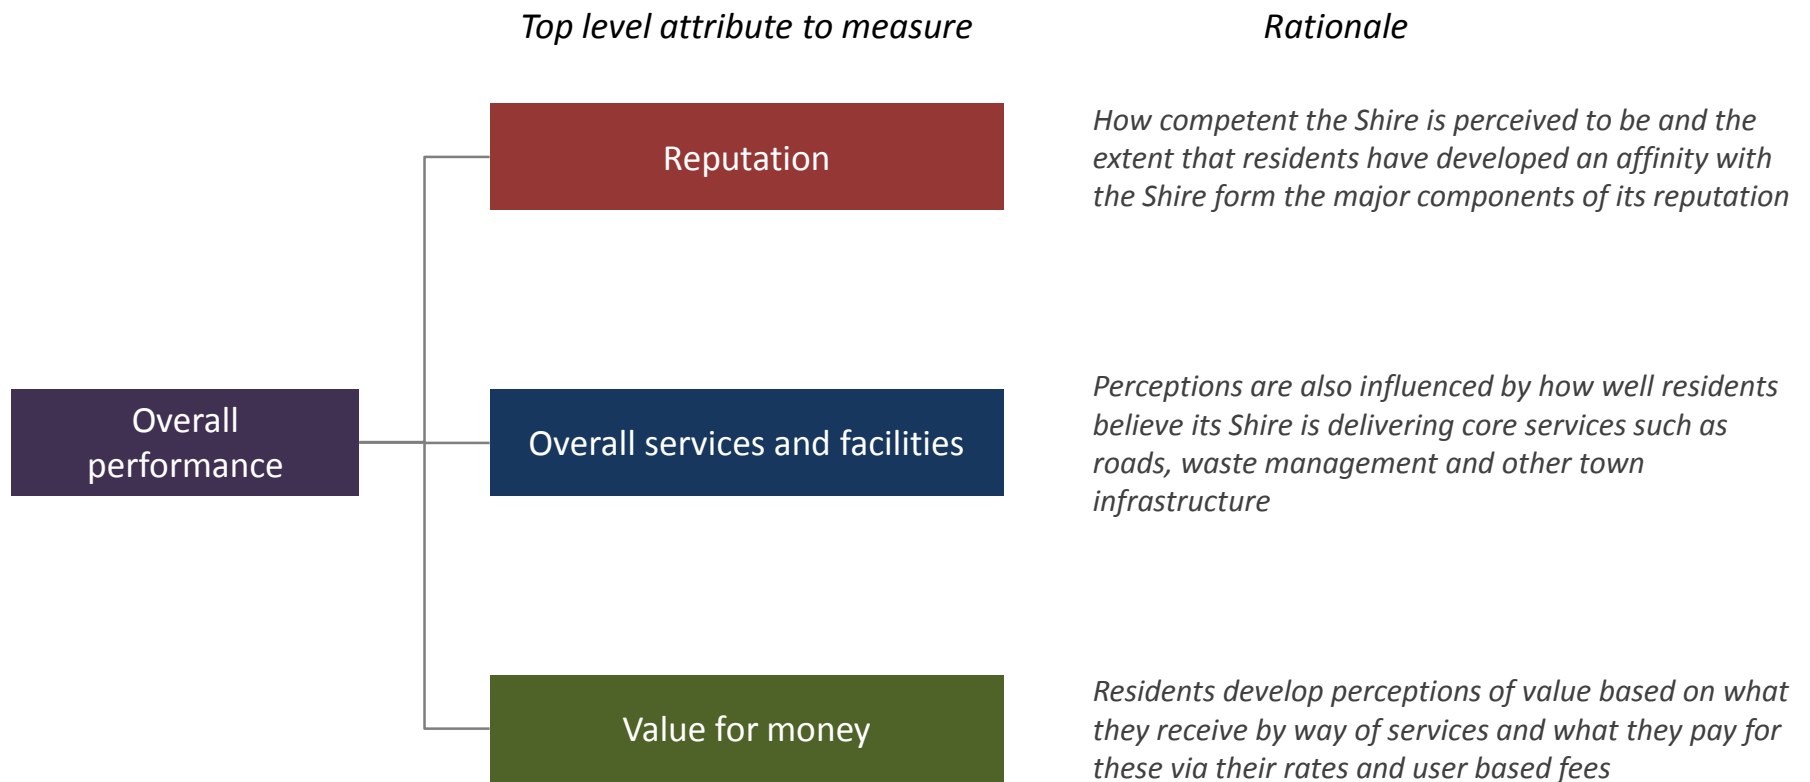 Top level attribute to measure
Rationale
Reputation
How competent the Shire is perceived to be and the
extent that residents have developed an affinity with
the Shire form the major components of its reputation
Overall
performance
Overall services and facilities
Perceptions are also influenced by how well residents
believe its Shire is delivering core services such as
roads, waste management and other town
infrastructure
Value for money
Residents develop perceptions of value based on what
they receive by way of services and what they pay for
these via their rates and user based fees